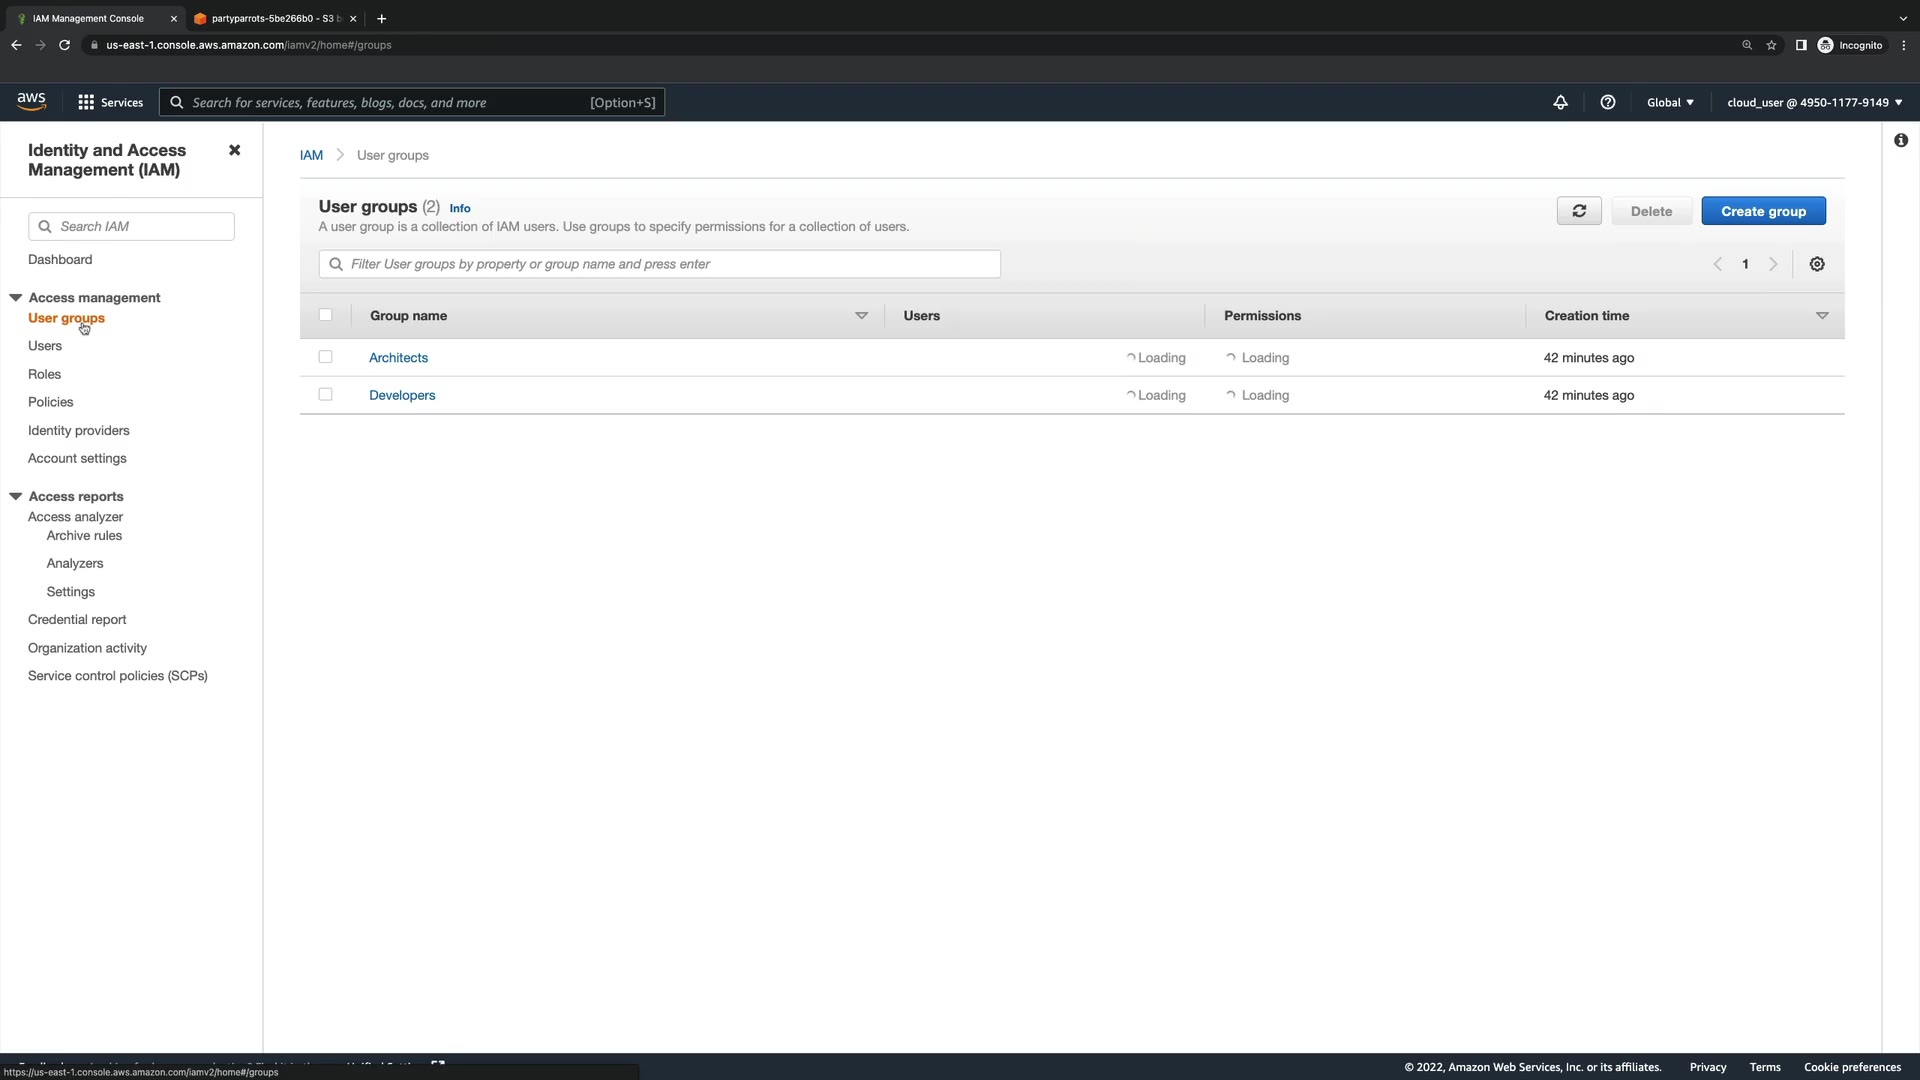 IAM Management Console
partyparrots-5be266b0 - S3 b
us-east-1.console.aws.amazon.com/iamv2/home#/groups
Incognito
aws
Services
Search for services, features, blogs, docs, and more
[Option+S]
Global
cloud_user @ 4950-1177-9149
Identity and Access
Management (IAM)
Search IAM
Dashboard
Access management
User groups
Users
Roles
Policies
Identity providers
Account settings
Access reports
Access analyzer
Archive rules
Analyzers
Settings
Credential report
Organization activity
Service control policies (SCPs)
IAM
User groups
User groups (2) Info
A user group is a collection of IAM users. Use groups to specify permissions for a collection of users.
Delete
Create group
Filter User groups by property or group name and press enter
1
Group name Users Permissions Creation time
Architects Loading Loading 42 minutes ago
Developers Loading Loading 42 minutes ago
https://us-east-1.console.aws.amazon.com/iamv2/home#/groups
© 2022, Amazon Web Services, Inc. or its affiliates. Privacy Terms Cookie preferences